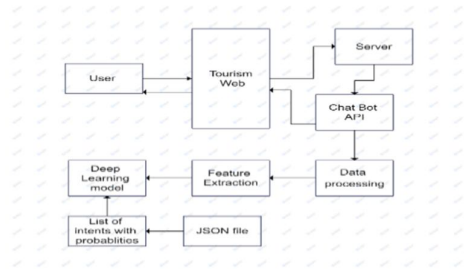 Server
User
Tourism
Web
Chat Bot
API
Deep
Learning
model
Feature
Extraction
Data
processing
List of
intents with
probablities
JSON file